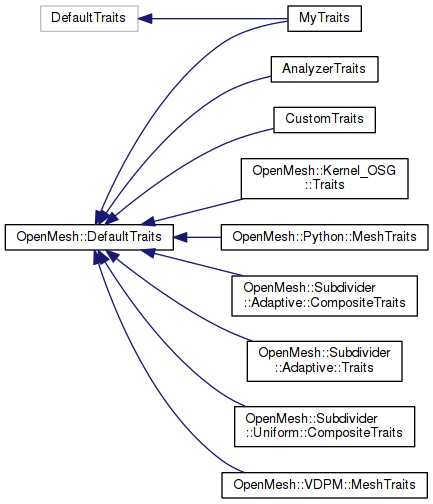 DefaultTraits
MyTraits
AnalyzerTraits
CustomTraits
OpenMesh::Kernel_OSG
::Traits
OpenMesh::DefaultTraits
OpenMesh::Python::MeshTraits
OpenMesh::Subdivider
::Adaptive::CompositeTraits
OpenMesh::Subdivider
::Adaptive::Traits
OpenMesh::Subdivider
::Uniform::CompositeTraits
OpenMesh::VDPM::MeshTraits